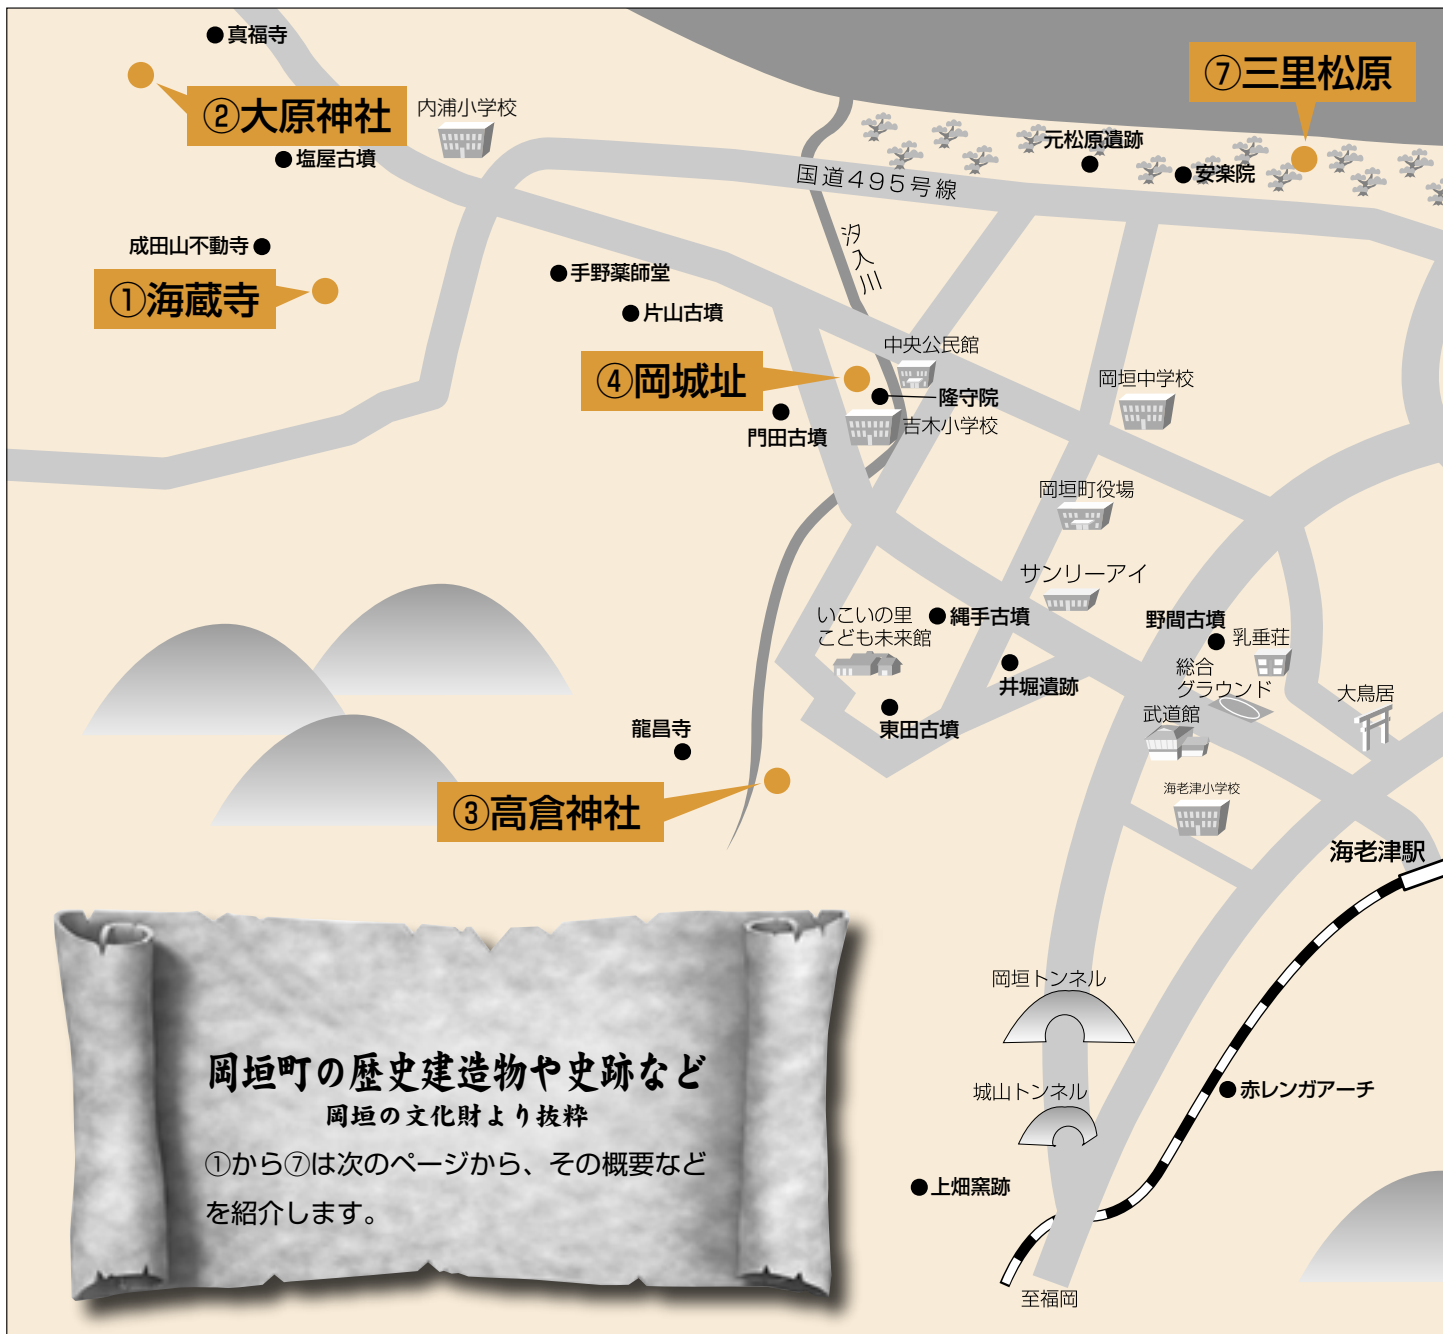 真福寺
②大原神社
内浦小学校
塩屋古墳
⑦三里松原
元松原遺跡
安楽院
国道495号線
汐入川
成田山不動寺
①海蔵寺
手野薬師堂
片山古墳
中央公民館
④岡城址
隆守院
門田古墳
吉木小学校
岡垣中学校
岡垣町役場
サンリーアイ
いこいの里
こども未来館
縄手古墳
野間古墳
乳垂荘
総合
グラウンド
井堀遺跡
大鳥居
東田古墳
武道館
龍昌寺
③高倉神社
海老津小学校
海老津駅
岡垣トンネル
城山トンネル
赤レンガアーチ
上畑窯跡
至福岡
岡垣町の歴史建造物や史跡など
岡垣の文化財より抜粋
①から⑦は次のページから、その概要など
を紹介します。